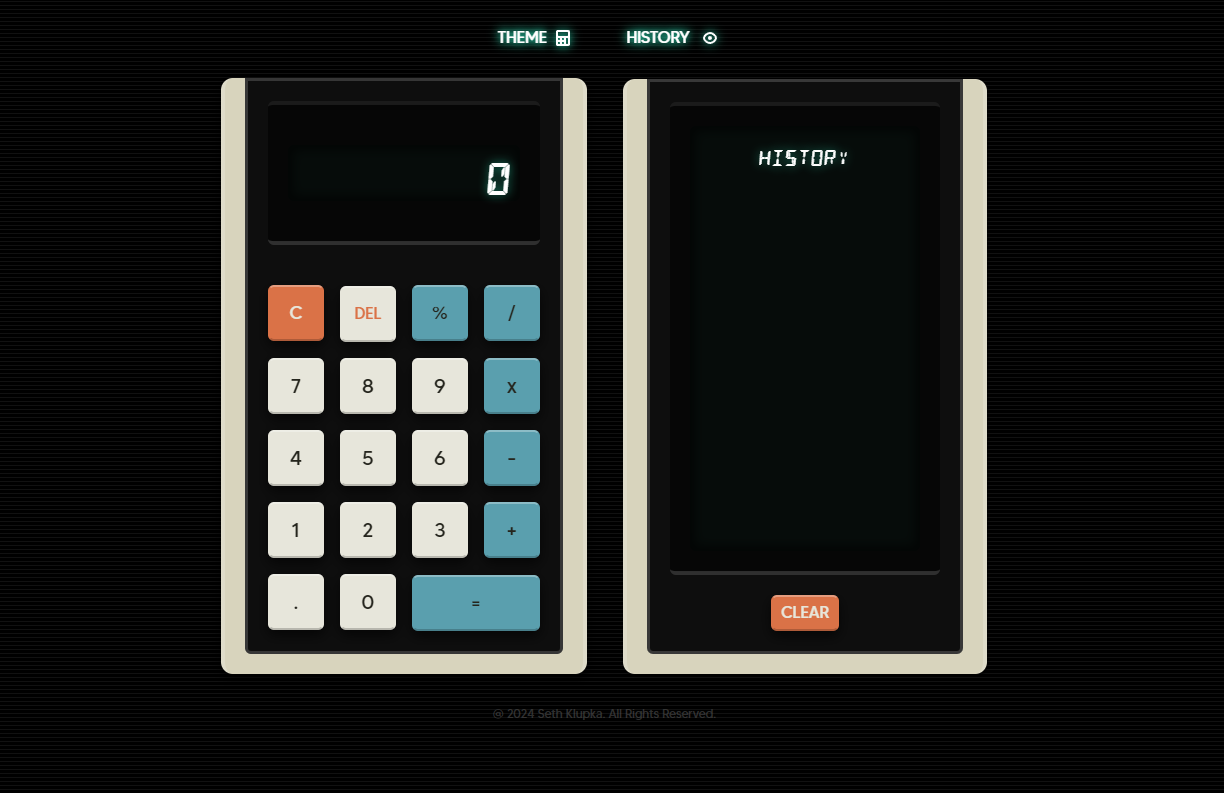 THEME HISTORY
0
HISTORY
C DEL % /
7 8 9 x
4 5 6 -
1 2 3 +
. 0 =
CLEAR
@ 2024 Seth Klupka. All Rights Reserved.